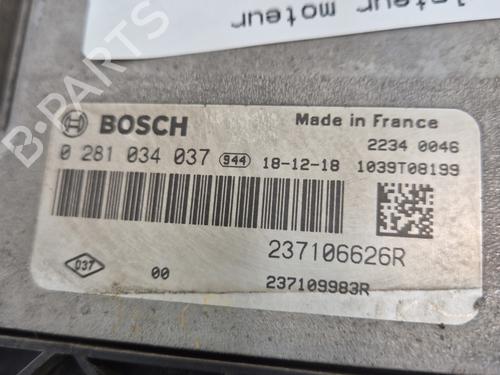 moteur
B-PARTS
BOSCH
Made in France
0 281 034 037 944 18-12-18
2234 0046
1039T08199
237106626R
037
00
237109983R